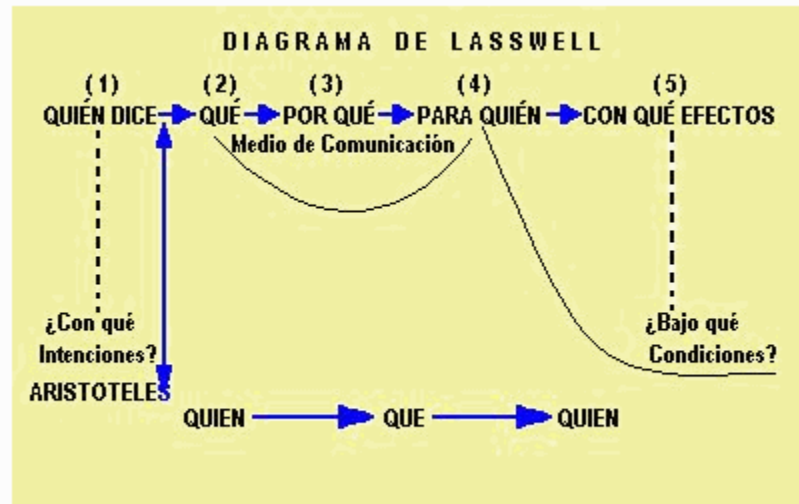 DIAGRAMA DE LASSWELL
(1) (2) (3) (4) (5)
QUIÉN DICE QUÉ POR QUÉ PARA QUIÉN CON QUÉ EFECTOS
Medio de Comunicación
¿Con qué ¿Bajo qué
Intenciones? Condiciones?
ARISTOTELES
QUIEN QUE QUIEN